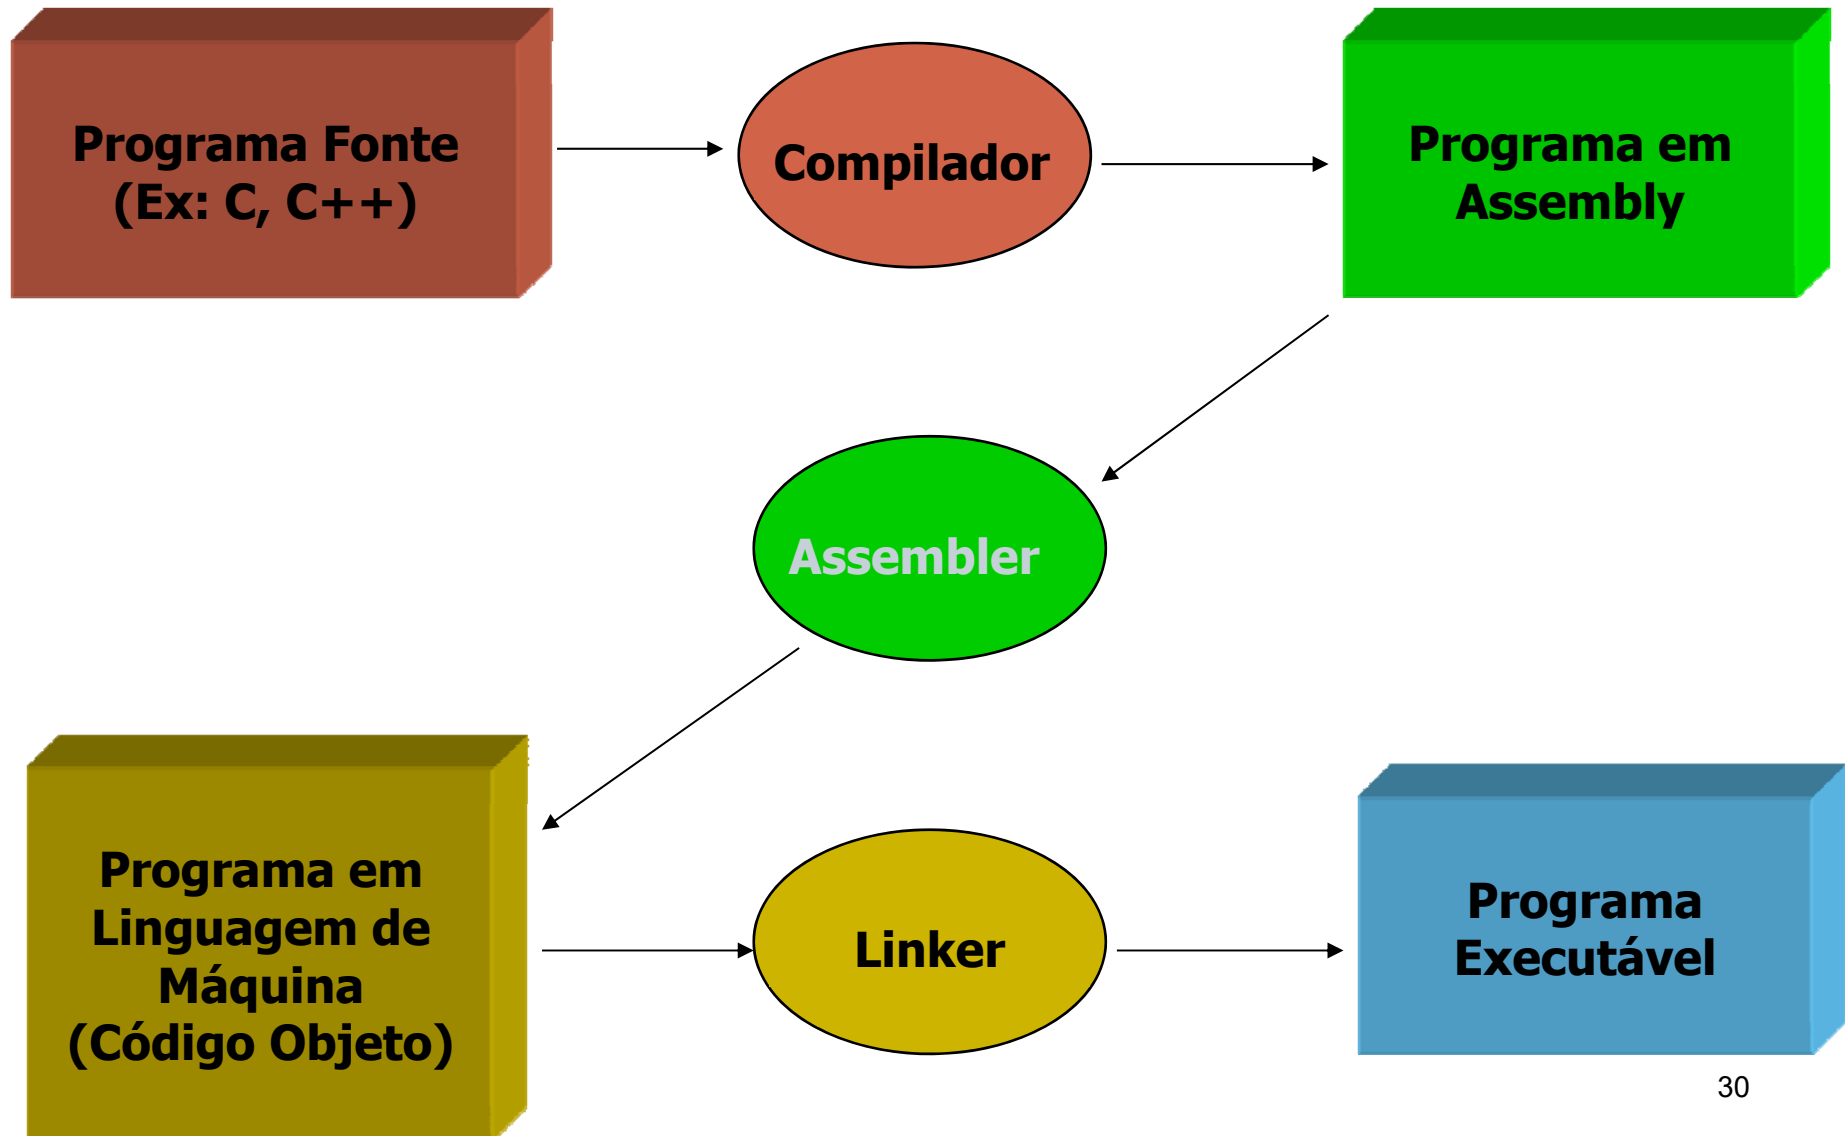 Programa Fonte
(Ex: C, C++)
Compilador
Programa em
Assembly
Assembler
Programa em
Linguagem de
Máquina
(Código Objeto)
Linker
Programa
Executável
30